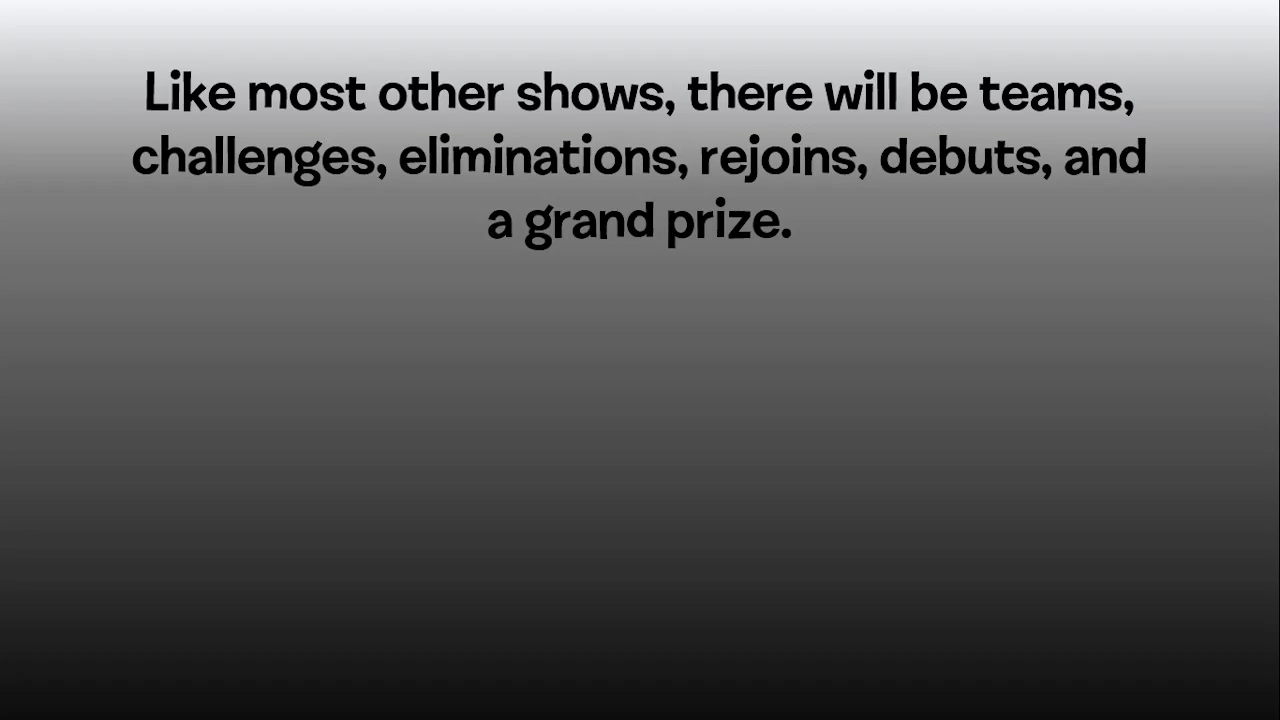 Like most other shows, there will be teams,
challenges, eliminations, rejoins, debuts, and
a grand prize.